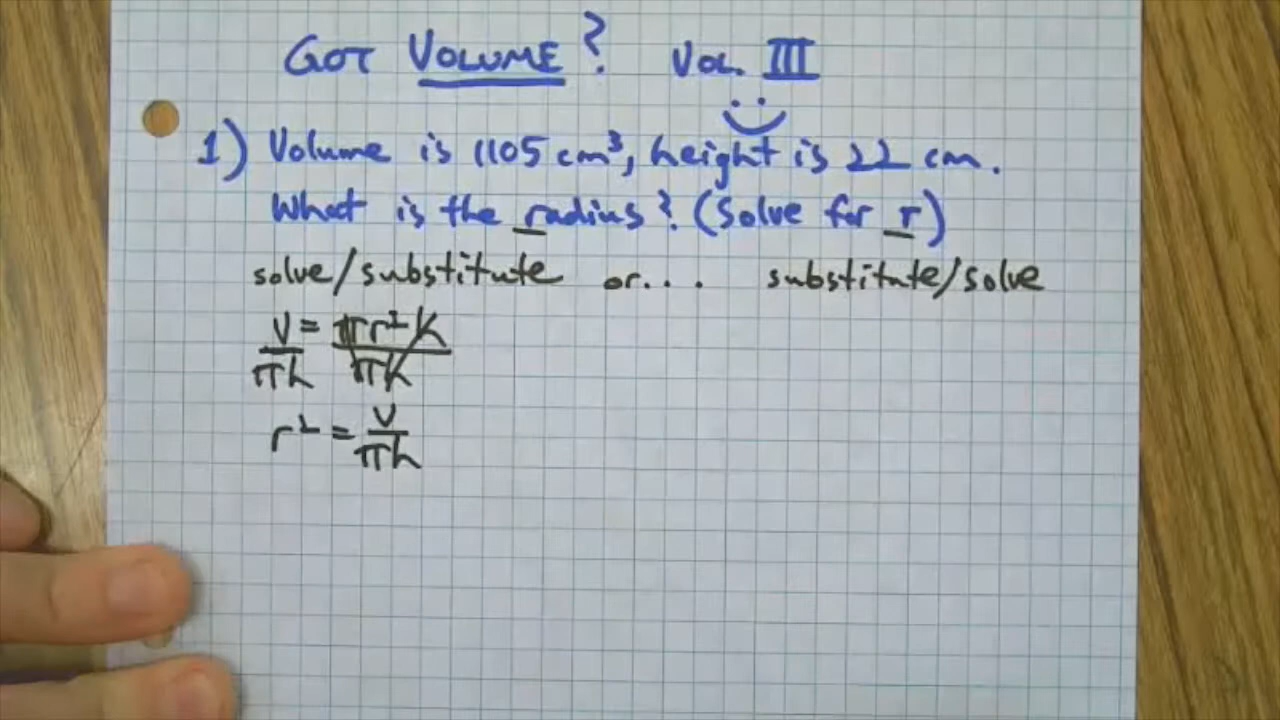 GOT VOLUME? VOL. III
1) Volume is 1105 cm³, height is 22 cm.
What is the radius? (Solve for r)
solve/substitute or... substitute/solve
V/πh = πr²h/πh
r² = V/πh